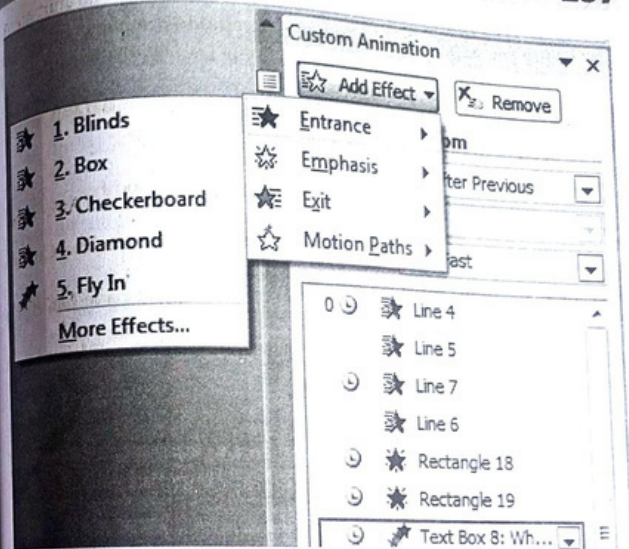 Custom Animation
Add Effect
Remove
1. Blinds
2. Box
3. Checkerboard
4. Diamond
5. Fly In
More Effects...
Entrance
Emphasis
Exit
Motion Paths
Previous
0 Line 4
Line 5
Line 7
Line 6
Rectangle 18
Rectangle 19
Text Box 8: Wh...